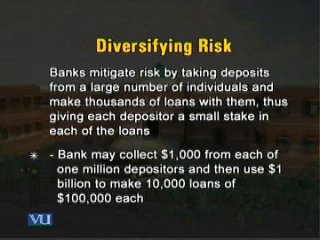 Diversifying Risk
Banks mitigate risk by taking deposits
from a large number of individuals and
make thousands of loans with them, thus
giving each depositor a small stake in
each of the loans
✴ - Bank may collect $1,000 from each of
one million depositors and then use $1
billion to make 10,000 loans of
$100,000 each
VU